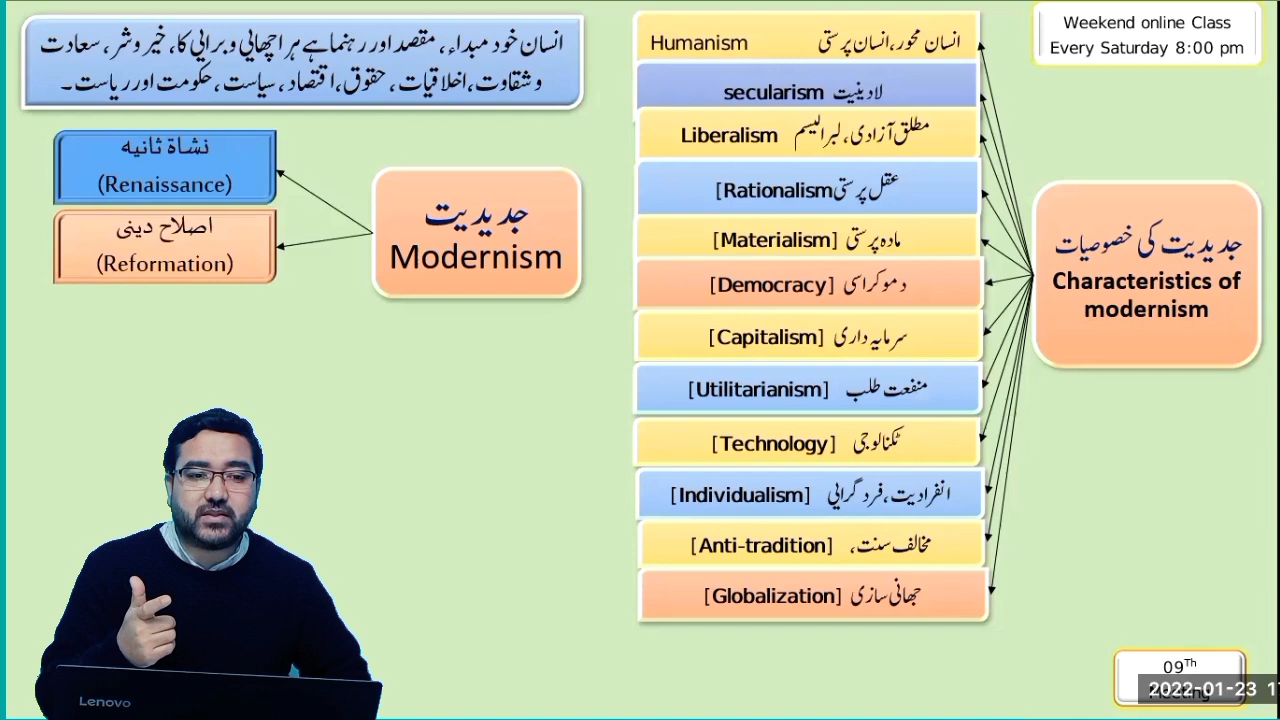 انسان خود مبداء، مقصد اور رہنما ہے ہر اچھایی و برایی کا، خیر و شر، سعادت
و شقاوت، اخلاقیات، حقوق، اقتصاد، سیاست، حکومت اور ریاست۔
نشاۃ ثانیه
(Renaissance)
اصلاح دینی
(Reformation)
جدیدیت
Modernism
Humanism انسان محور، انسان پرستی
secularism لادینیت
Liberalism مطلق آزادی، لبرالیسم
[Rationalism عقل پرستی
[Materialism] مادہ پرستی
[Democracy] دموکراسی
[Capitalism] سرمایہ داری
[Utilitarianism] منفعت طلب
[Technology] ٹکنالوجی
[Individualism] انفرادیت، فرد گرایی
[Anti-tradition] مخالف سنت،
[Globalization] جھانی سازی
Weekend online Class
Every Saturday 8:00 pm
جدیدیت کی خصوصیات
Characteristics of
modernism
09Th
2022-01-23
Lenovo